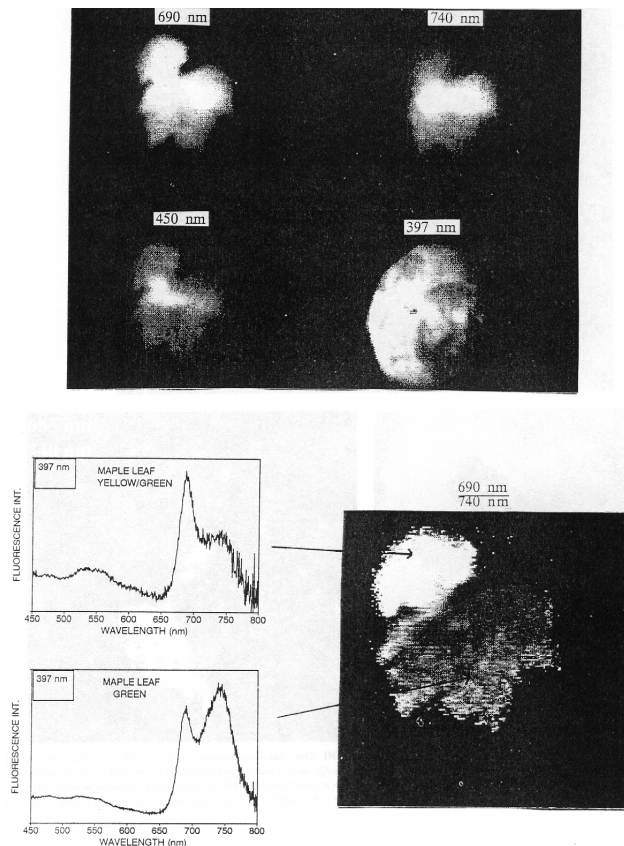 690 nm
740 nm
450 nm
397 nm
397 nm
MAPLE LEAF
YELLOW/GREEN
FLUORESCENCE INT.
450 500 550 600 650 700 750 800
WAVELENGTH (nm)
690 nm
740 nm
397 nm
MAPLE LEAF
GREEN
FLUORESCENCE INT.
450 500 550 600 650 700 750 800
WAVELENGTH (nm)